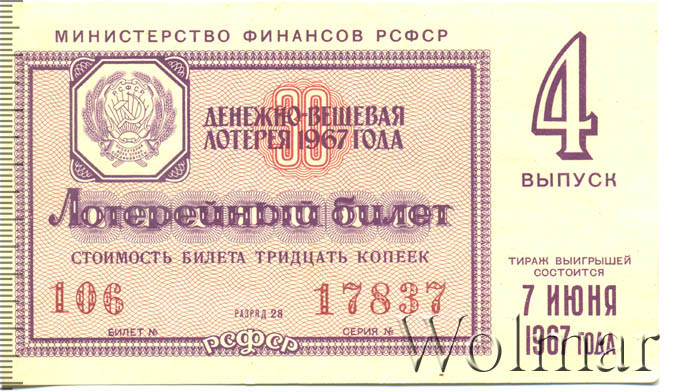 МИНИСТЕРСТВО ФИНАНСОВ РСФСР
РСФСР
30
ДЕНЕЖНО-ВЕЩЕВАЯ
ЛОТЕРЕЯ 1967 ГОДА
Лотерейный билет
СТОИМОСТЬ БИЛЕТА ТРИДЦАТЬ КОПЕЕК
106 17837
РАЗРЯД 28
БИЛЕТ № СЕРИЯ №
РСФСР
4
ВЫПУСК
ТИРАЖ ВЫИГРЫШЕЙ
СОСТОИТСЯ
7 ИЮНЯ
1967 ГОДА
Wolmar